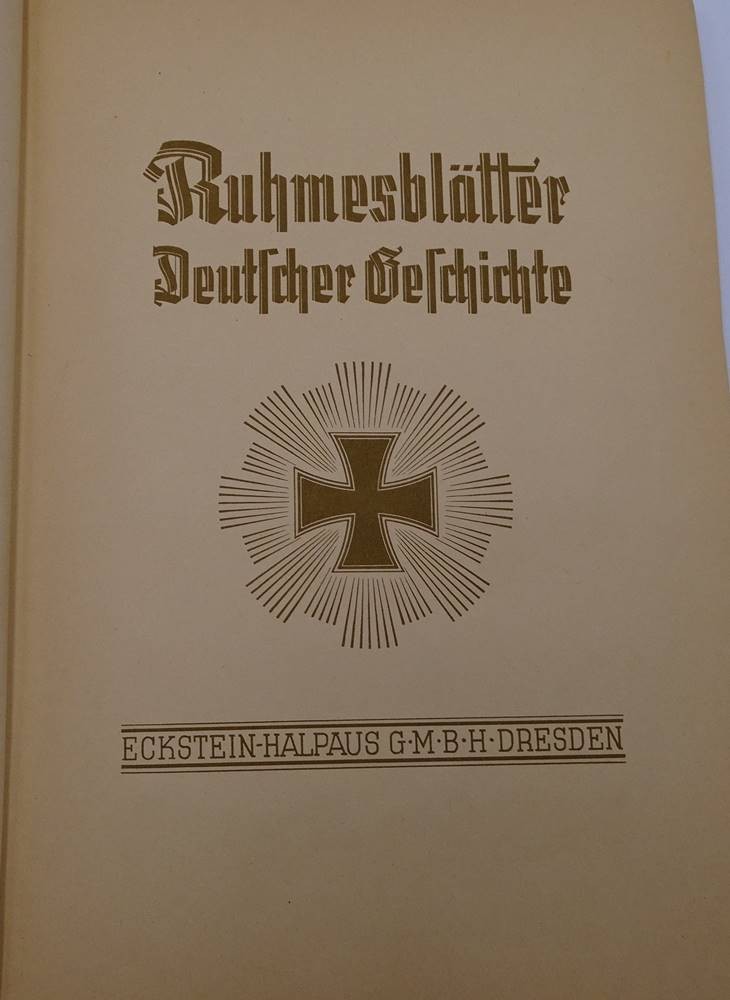 Ruhmesblätter
Deutscher Geschichte
ECKSTEIN-HALPAUS G·M·B·H·DRESDEN